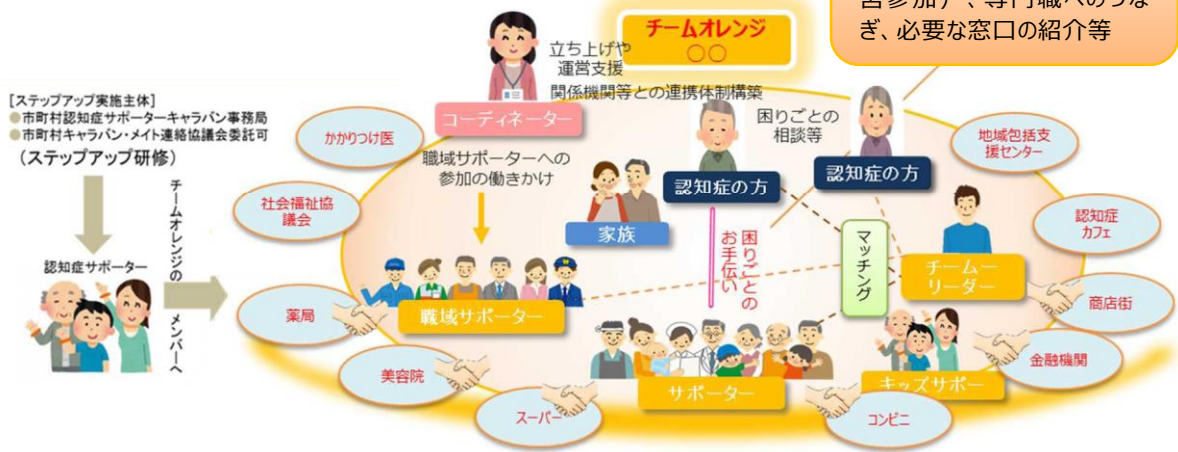 営参加）、専門職へのつな
ぎ、必要な窓口の紹介等
チームオレンジ
○○
立ち上げや
運営支援
関係機関等との連携体制構築
コーディネーター
[ステップアップ実施主体]
●市町村認知症サポーターキャラバン事務局
●市町村キャラバン・メイト連絡協議会委託可
（ステップアップ研修）
かかりつけ医
職域サポーターへの
参加の働きかけ
困りごとの
相談等
地域包括支
援センター
認知症の方
認知症の方
社会福祉協
議会
家族
認知症
カフェ
チームオレンジの
メンバーへ
認知症サポーター
困りごとの
お手伝い
マッチング
チームー
リーダー
薬局
職域サポーター
商店街
美容院
サポーター
キッズサポー
金融機関
スーパー
コンビニ